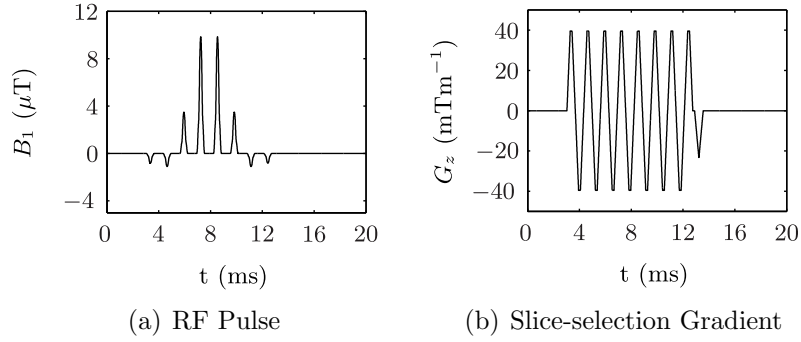 12
8
4
0
−4
B₁ (μT)
0 4 8 12 16 20
t (ms)
(a) RF Pulse
40
20
0
−20
−40
G_z (mTm⁻¹)
0 4 8 12 16 20
t (ms)
(b) Slice-selection Gradient